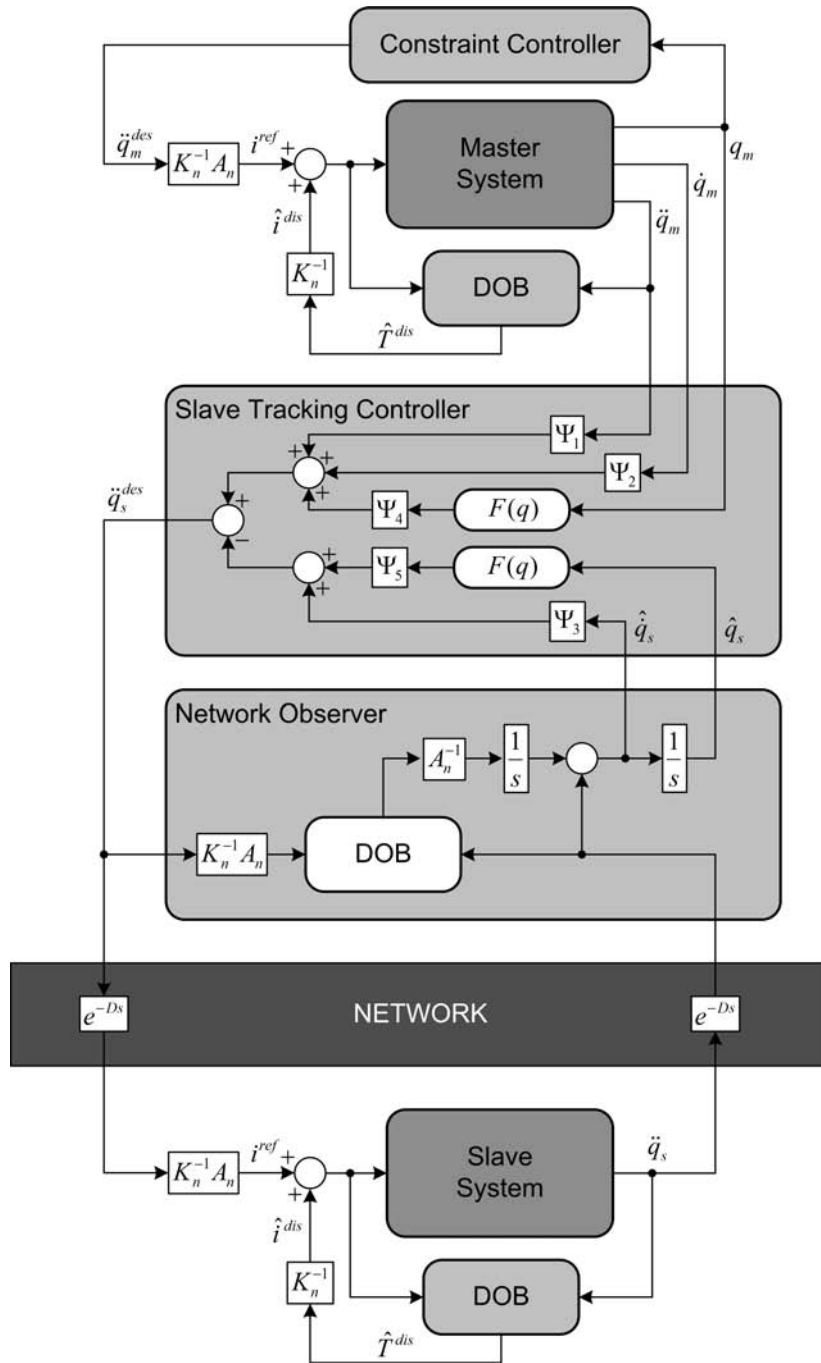 Constraint Controller
q̈_m^{des}
K_n^{-1} A_n
i^{ref}
+
+
Master
System
q_m
q̇_m
q̈_m
î^{dis}
K_n^{-1}
DOB
T̂^{dis}
Slave Tracking Controller
Ψ_1
+
+
Ψ_2
q̈_s^{des}
+
+
Ψ_4
F(q)
−
+
+
Ψ_5
F(q)
Ψ_3
q̇̂_s
q̂_s
Network Observer
A_n^{-1}
1/s
1/s
K_n^{-1} A_n
DOB
e^{-Ds}
NETWORK
e^{-Ds}
K_n^{-1} A_n
i^{ref}
+
+
Slave
System
q̈_s
î^{dis}
K_n^{-1}
DOB
T̂^{dis}